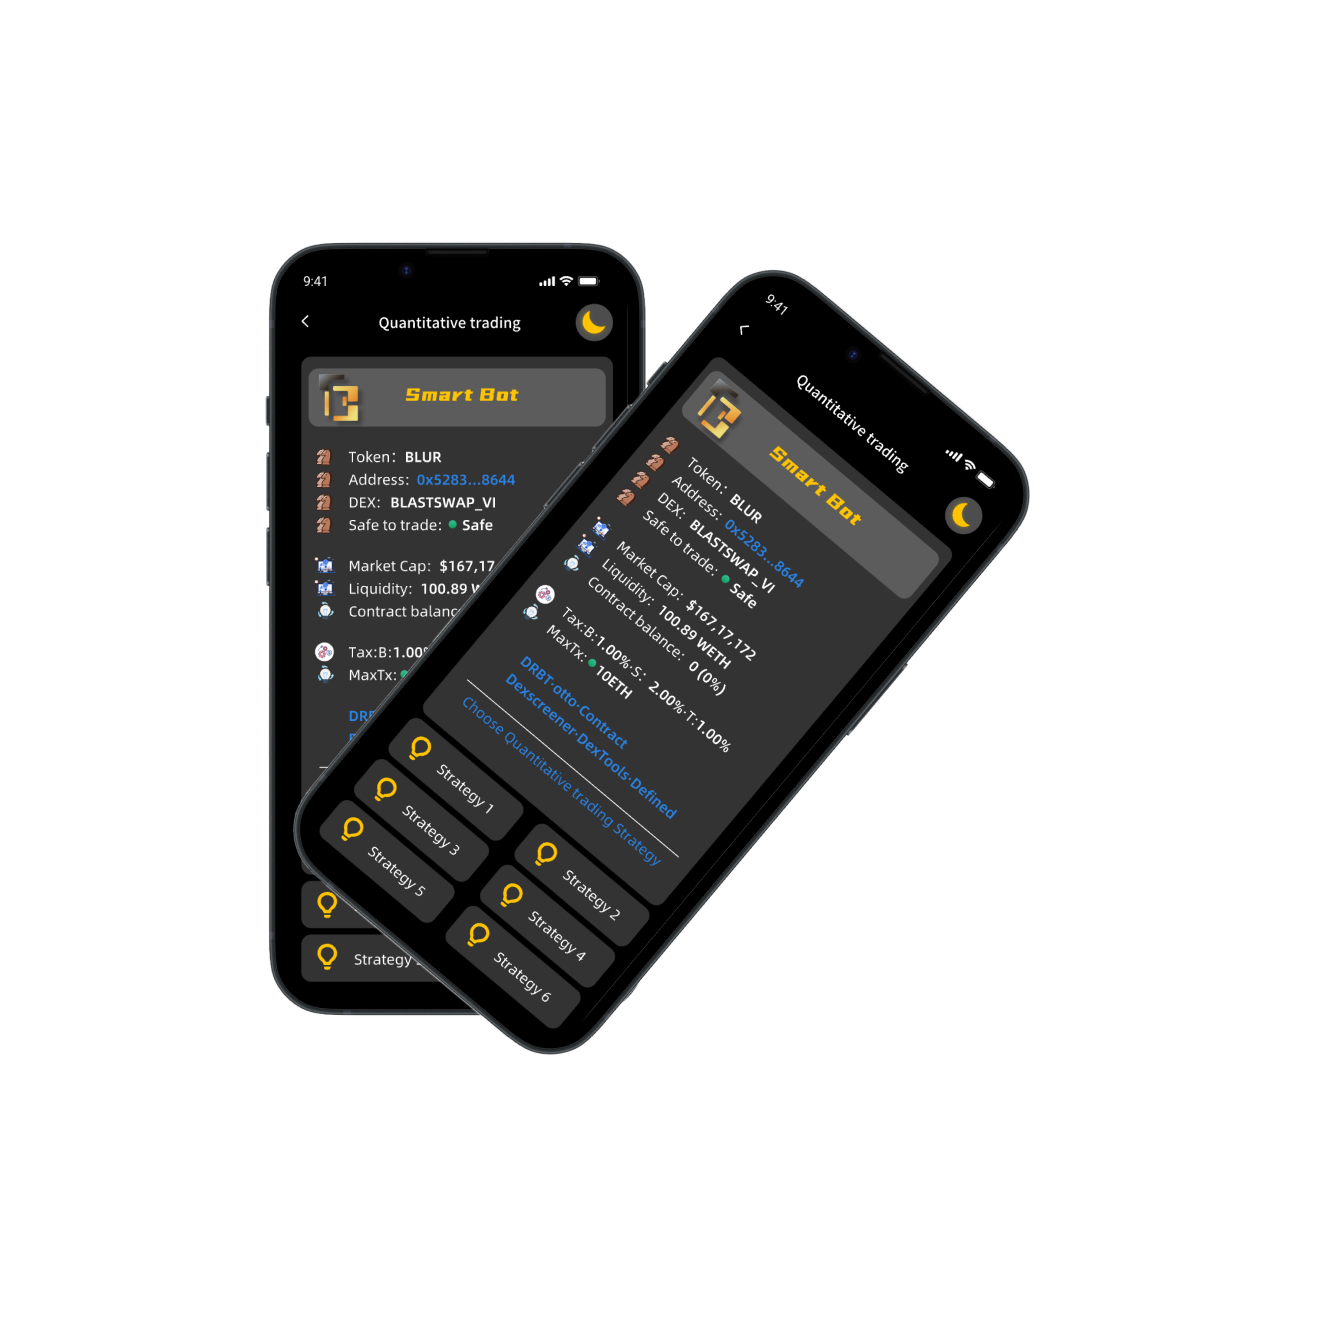 9:41
Quantitative trading
Smart Bot
Token: BLUR
Address: 0x5283...8644
DEX: BLASTSWAP_VI
Safe to trade: Safe
Market Cap: $167,17
Liquidity: 100.89
Contract balanc
Tax:B:1.00
MaxTx:
Strategy
9:41
Quantitative trading
Smart Bot
Token: BLUR
Address: 0x5283...8644
DEX: BLASTSWAP_VI
Safe to trade: Safe
Market Cap: $167,17,172
Liquidity: 100.89 WETH
Contract balance: 0 (0%)
Tax:B:1.00%·S: 2.00%·T:1.00%
MaxTx: 10ETH
DRBT·otto·Contract
Dexscreener·DexTools·Defined
Choose Quantitative trading Strategy
Strategy 1
Strategy 2
Strategy 3
Strategy 4
Strategy 5
Strategy 6